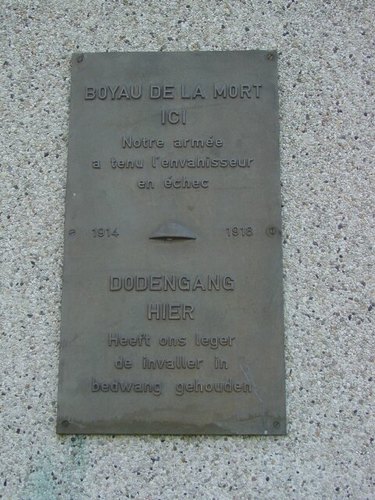 BOYAU DE LA MORT
ICI
Notre armée
a tenu l'envahisseur
en échec
1914 1918
DODENGANG
HIER
Heeft ons leger
de invaller in
bedwang gehouden